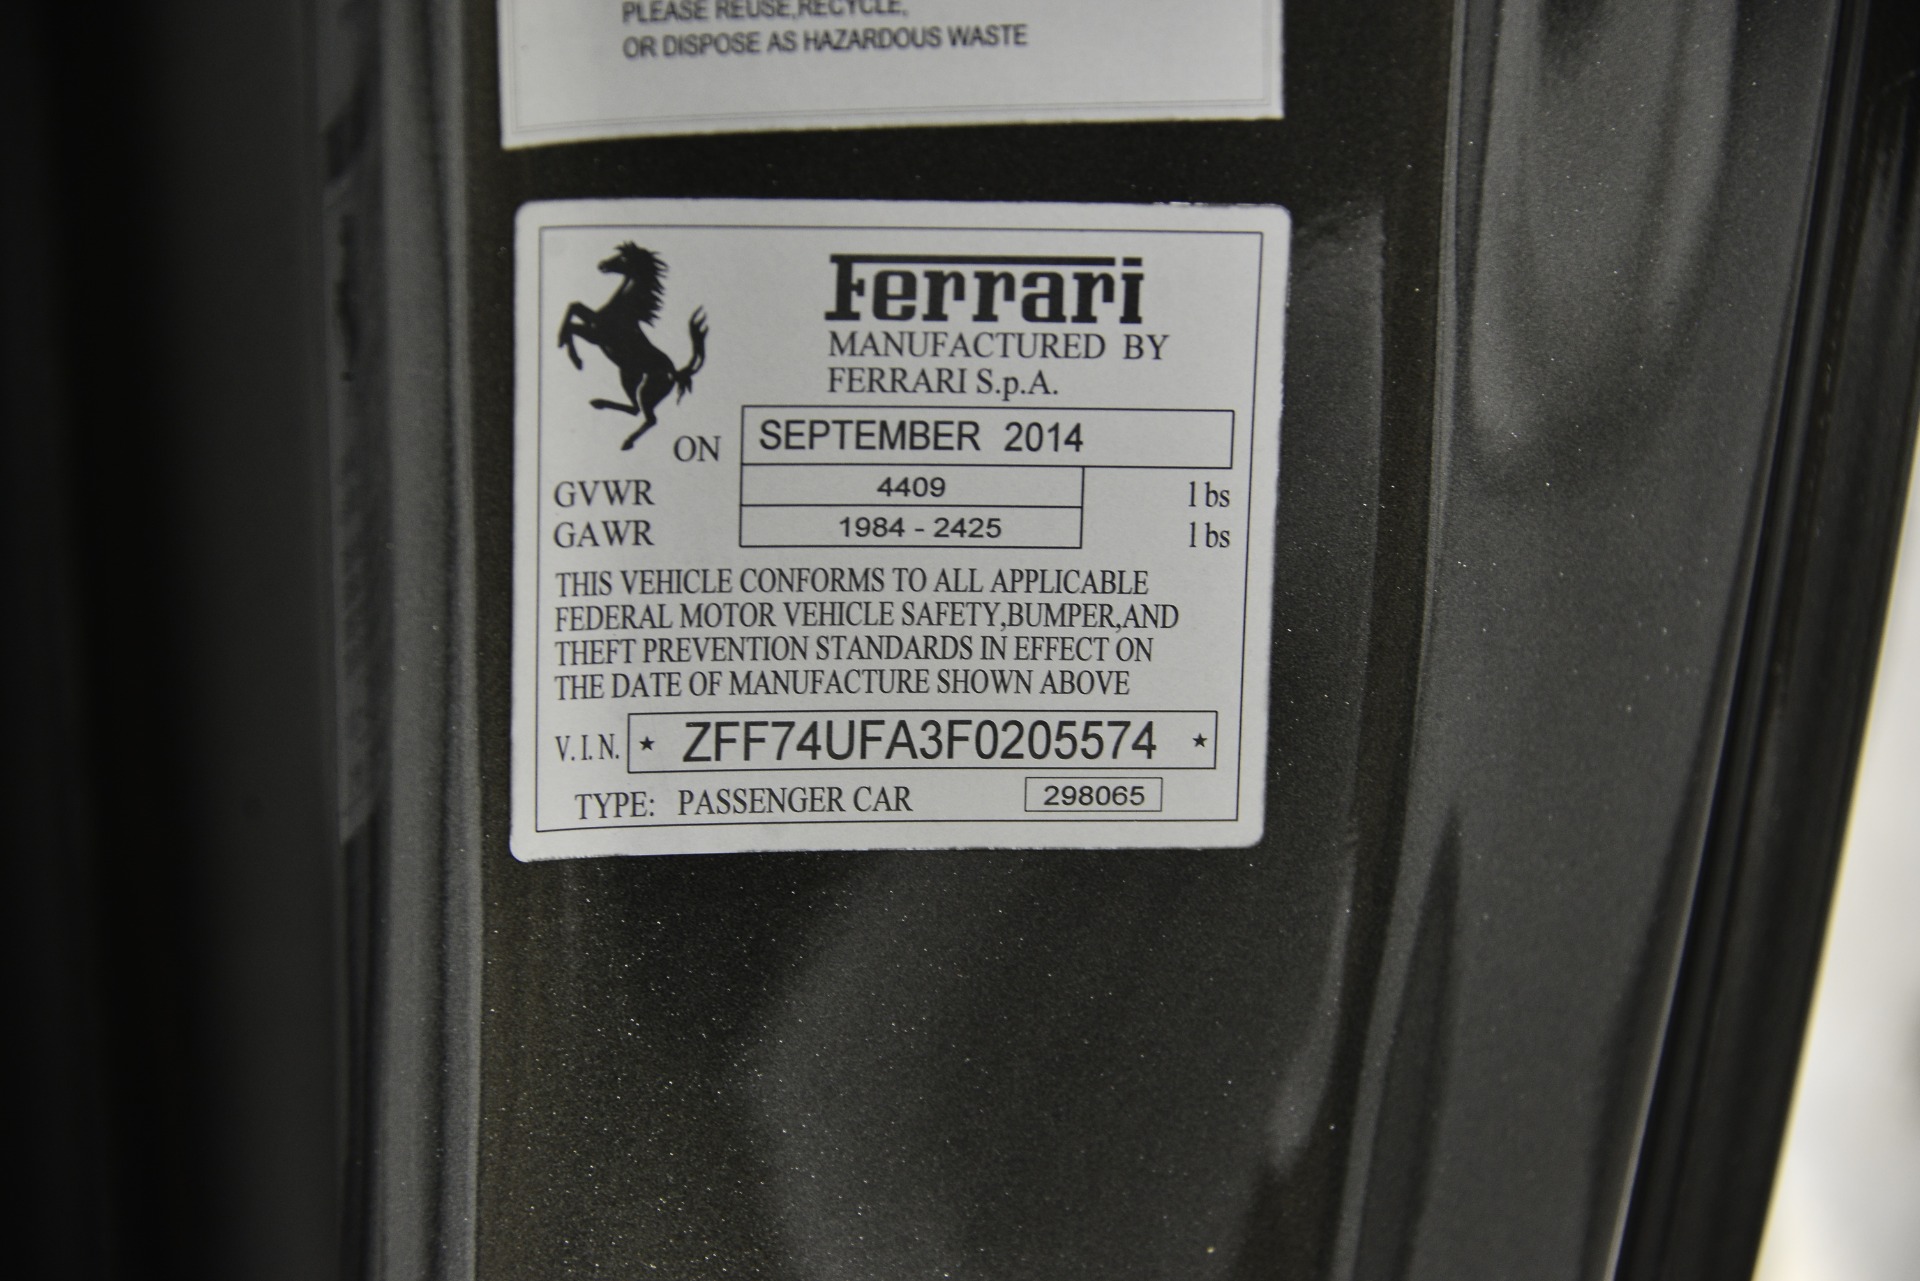 PLEASE REUSE,RECYCLE,
OR DISPOSE AS HAZARDOUS WASTE
Ferrari
MANUFACTURED BY
FERRARI S.p.A.
ON SEPTEMBER 2014
GVWR 4409 lbs
GAWR 1984 - 2425 lbs
THIS VEHICLE CONFORMS TO ALL APPLICABLE
FEDERAL MOTOR VEHICLE SAFETY,BUMPER,AND
THEFT PREVENTION STANDARDS IN EFFECT ON
THE DATE OF MANUFACTURE SHOWN ABOVE
V.I.N. ★ ZFF74UFA3F0205574 ★
TYPE: PASSENGER CAR 298065